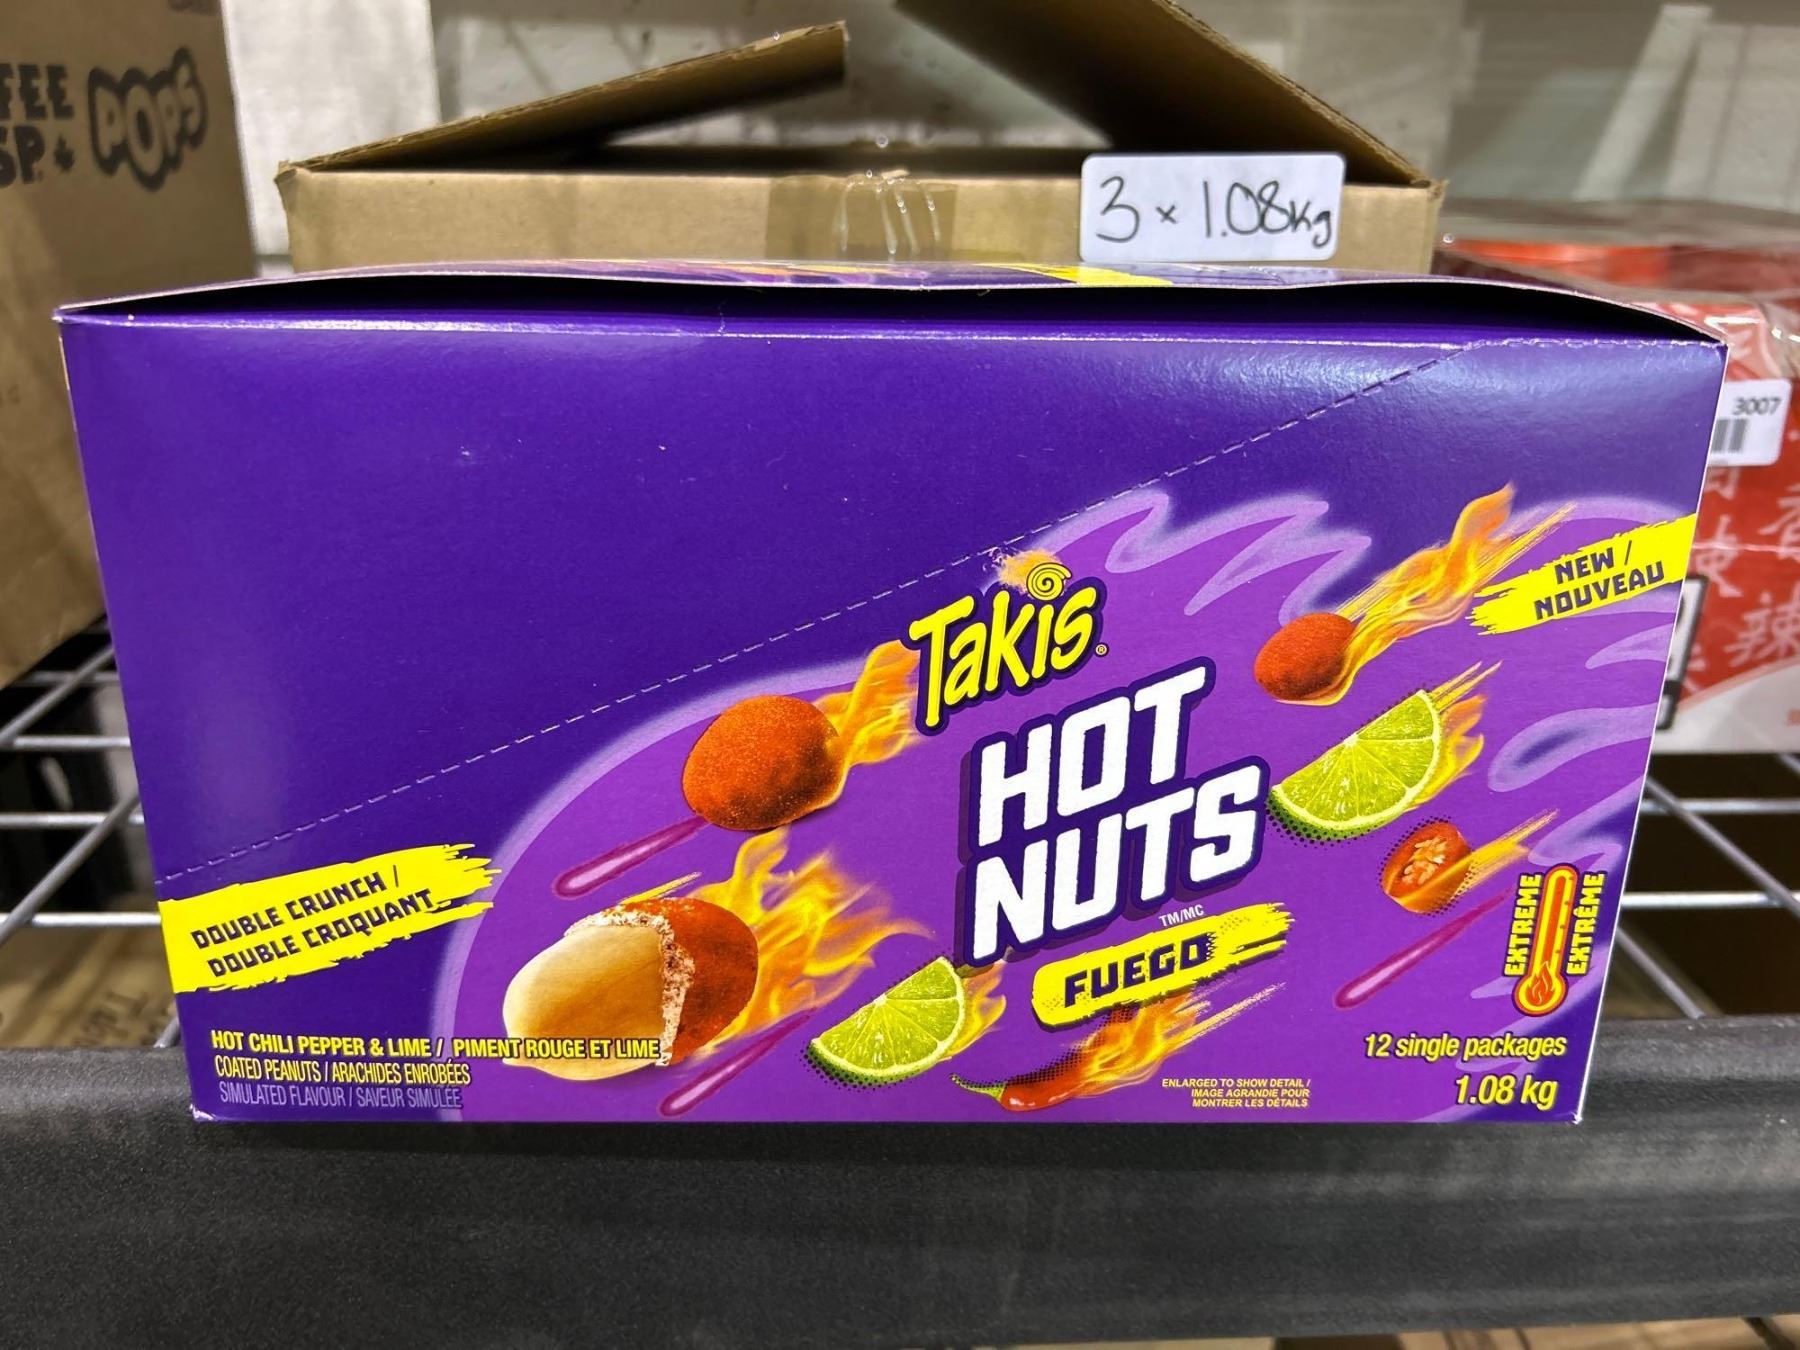 FEE
SP.
POPS
3 × 1.08kg
3007
Takis®
HOT
NUTS
TM/MC
FUEGO
NEW /
NOUVEAU
DOUBLE CRUNCH /
DOUBLE CROQUANT
HOT CHILI PEPPER & LIME / PIMENT ROUGE ET LIME
COATED PEANUTS / ARACHIDES ENROBÉES
SIMULATED FLAVOUR / SAVEUR SIMULÉE
ENLARGED TO SHOW DETAIL /
IMAGE AGRANDIE POUR
MONTRER LES DÉTAILS
EXTREME
EXTRÊME
12 single packages
1.08 kg
辣